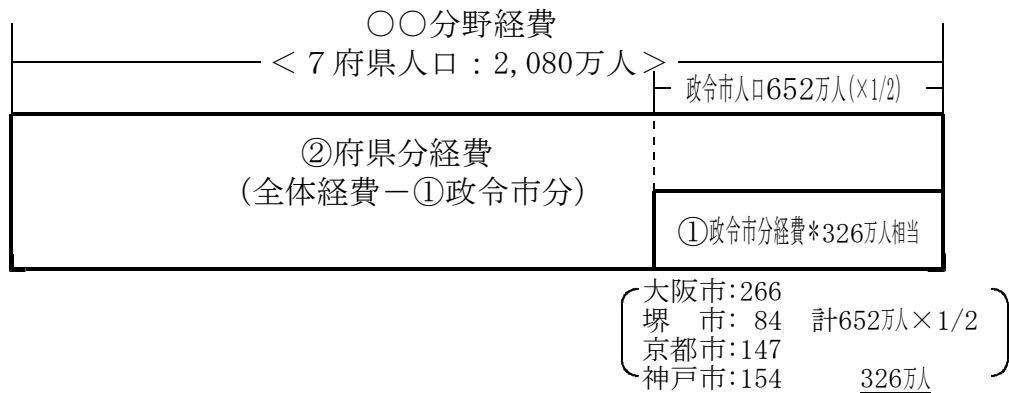 ○○分野経費
＜７府県人口：2,080万人＞
政令市人口652万人(×1/2)
②府県分経費
(全体経費－①政令市分)
①政令市分経費*326万人相当
大阪市：266
堺　市： 84　計652万人×1/2
京都市：147
神戸市：154　326万人